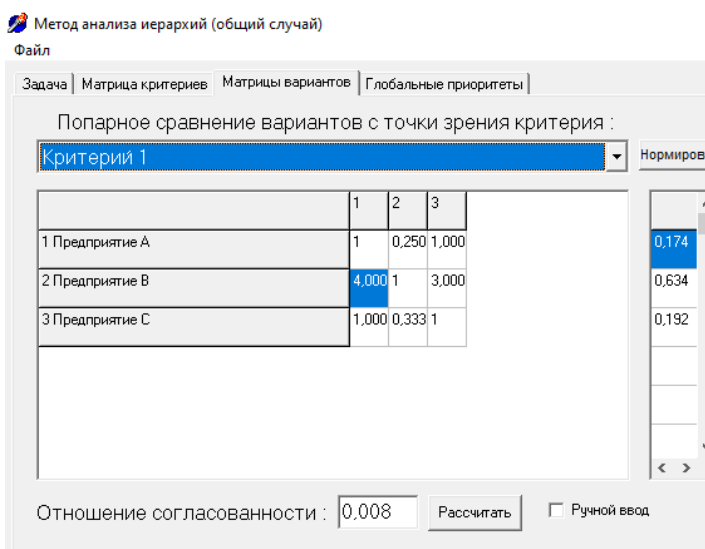 Метод анализа иерархий (общий случай)
Файл
Задача Матрица критериев Матрицы вариантов Глобальные приоритеты
Попарное сравнение вариантов с точки зрения критерия :
Критерий 1 Нормиров
1 2 3
1 Предприятие A 1 0,250 1,000 0,174
2 Предприятие B 4,000 1 3,000 0,634
3 Предприятие C 1,000 0,333 1 0,192
Отношение согласованности : 0,008 Рассчитать Ручной ввод